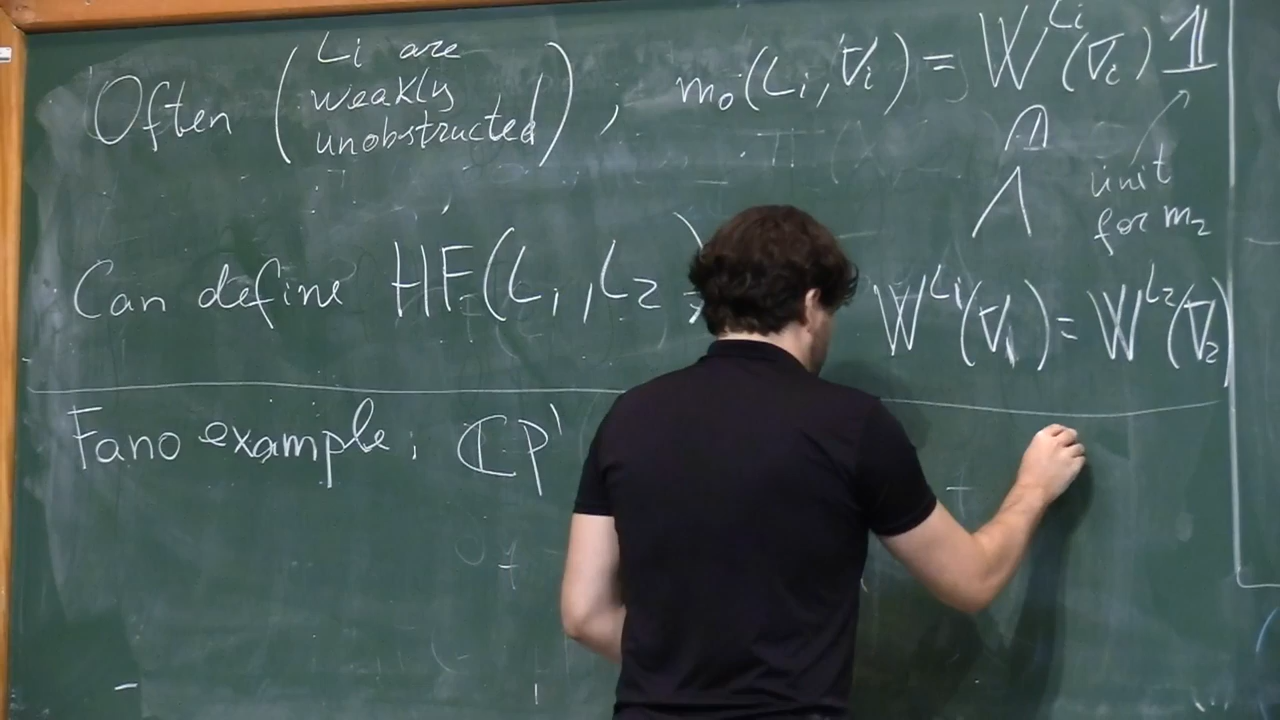 Often ( Li are weakly unobstructed ) ; m₀(Li, ∇i) = W^{Li}(∇i) 𝟙
∩
Λ
unit
for m₂
Can define HF(L₁, L₂) W^{L₁}(∇₁) = W^{L₂}(∇₂)
Fano example: ℂP¹